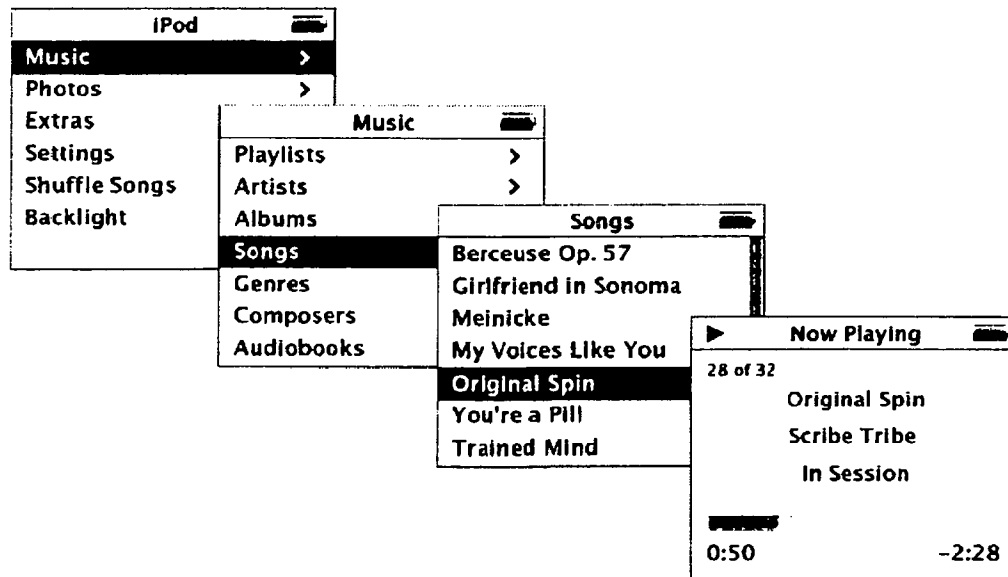 iPod
Music >
Photos >
Extras
Settings
Shuffle Songs
Backlight
Music
Playlists >
Artists >
Albums
Songs
Genres
Composers
Audiobooks
Songs
Berceuse Op. 57
Girlfriend in Sonoma
Meinicke
My Voices Like You
Original Spin
You're a Pill
Trained Mind
Now Playing
28 of 32
Original Spin
Scribe Tribe
In Session
0:50 -2:28